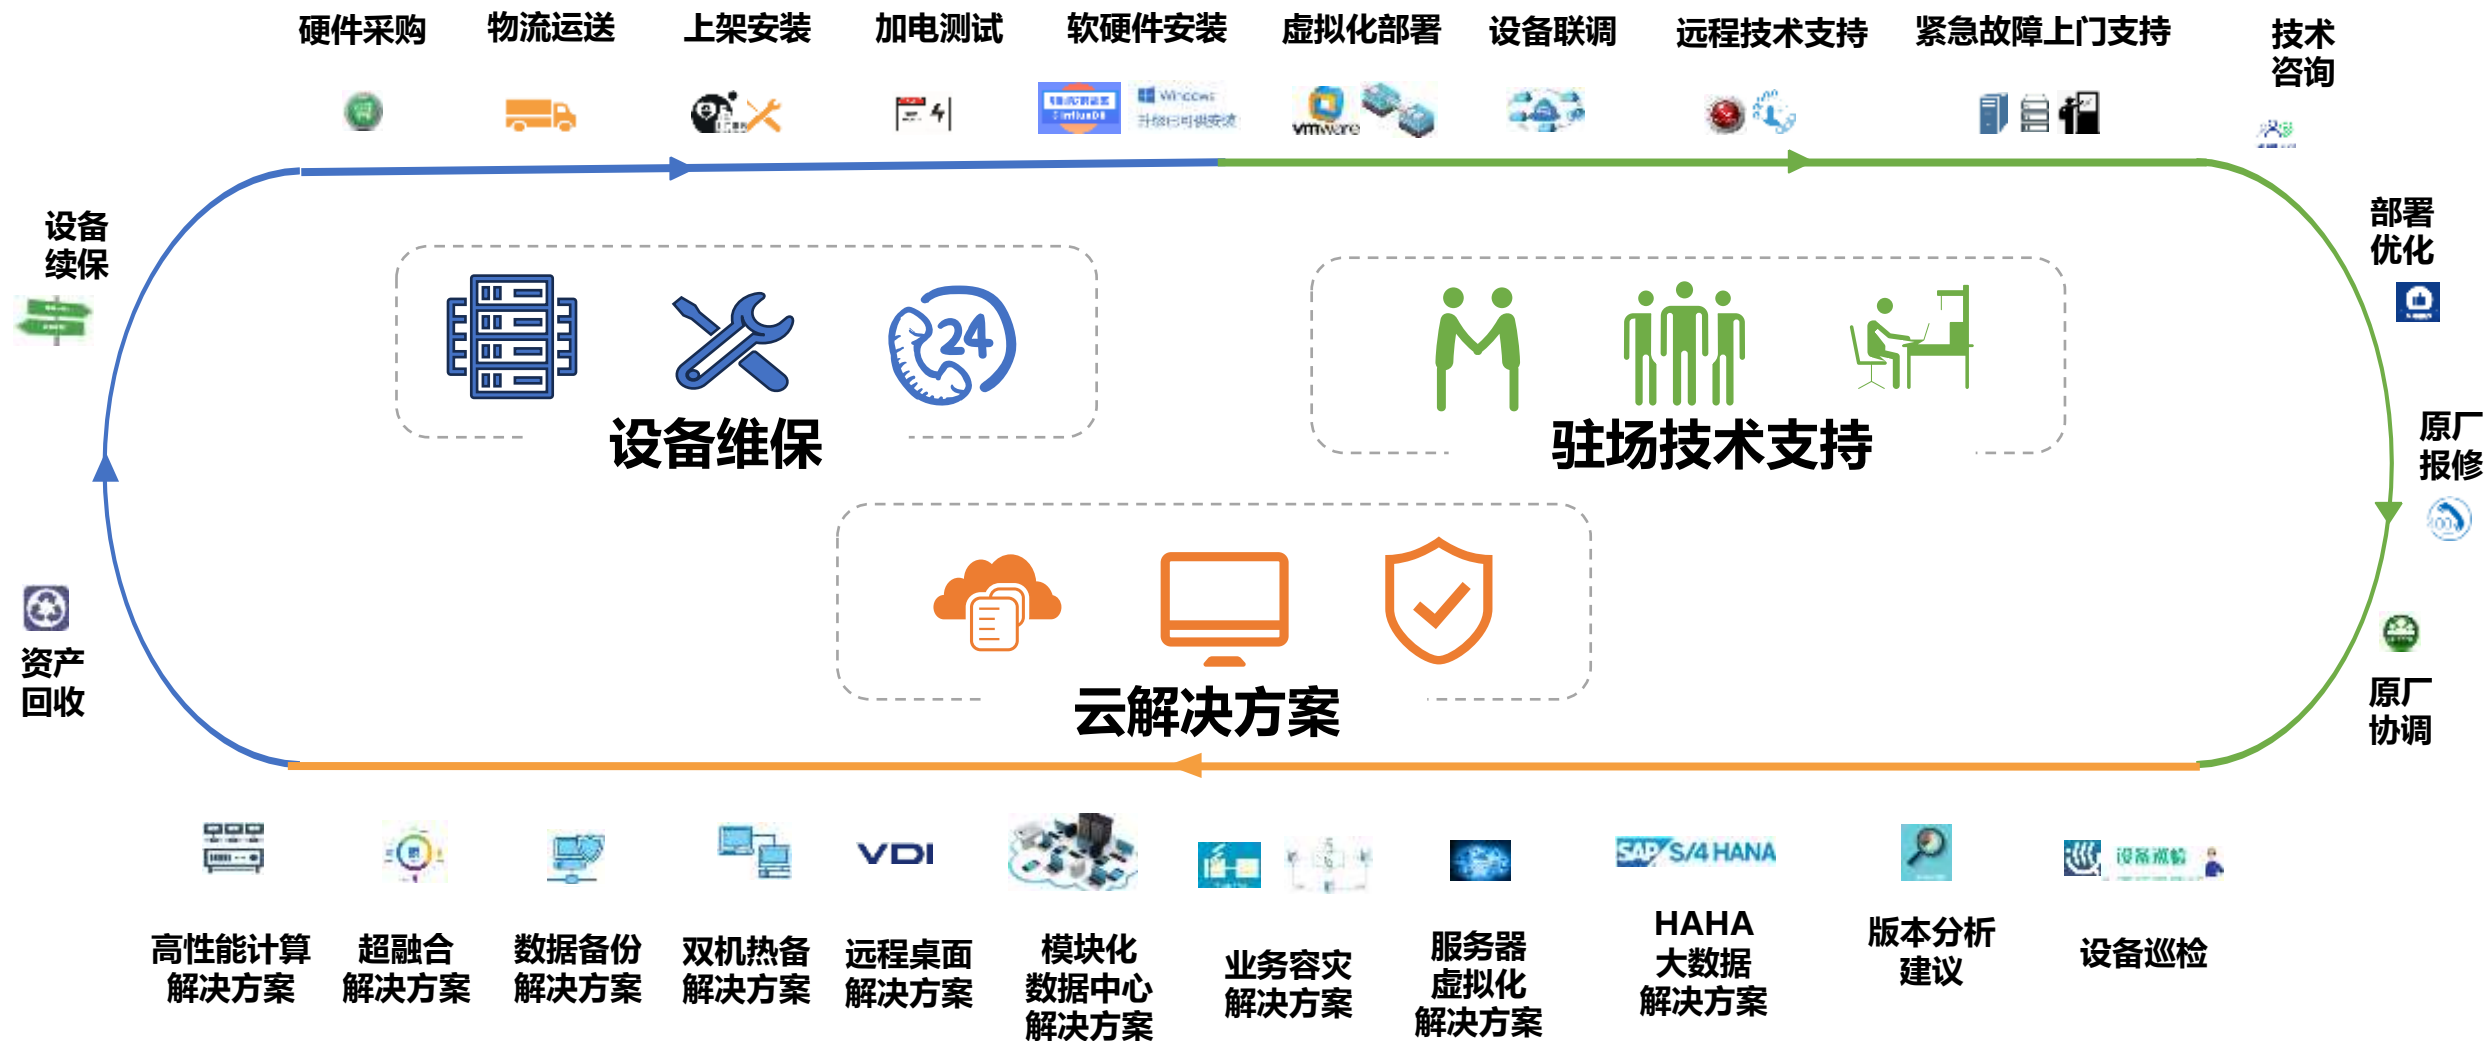 硬件采购
物流运送
上架安装
加电测试
软硬件安装
虚拟化部署
设备联调
远程技术支持
紧急故障上门支持
技术
咨询
InfluxDB
Windows
vmware
设备
续保
部署
优化
24
设备维保
驻场技术支持
原厂
报修
云解决方案
资产
回收
原厂
协调
VDI
SAP S/4 HANA
设备巡检
高性能计算
解决方案
超融合
解决方案
数据备份
解决方案
双机热备
解决方案
远程桌面
解决方案
模块化
数据中心
解决方案
业务容灾
解决方案
服务器
虚拟化
解决方案
HAHA
大数据
解决方案
版本分析
建议
设备巡检